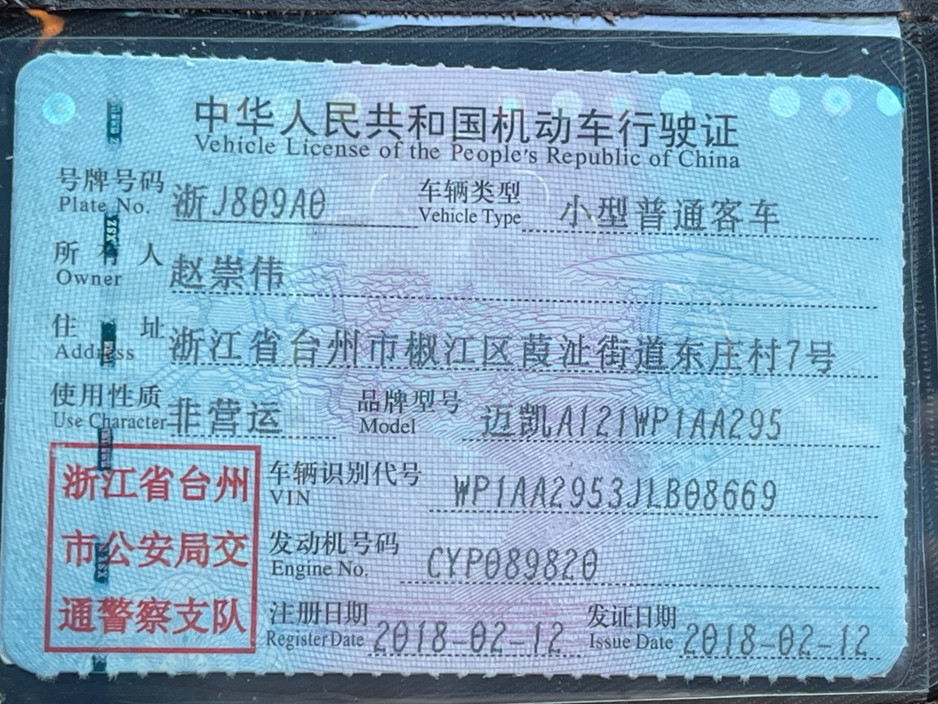 中华人民共和国机动车行驶证
Vehicle License of the People's Republic of China
号牌号码 浙J809A0 车辆类型 小型普通客车
Plate No. Vehicle Type
所有人 赵崇伟
Owner
住址 浙江省台州市椒江区葭沚街道东庄村7号
Address
使用性质 非营运 品牌型号 迈凯A121WP1AA295
Use Character Model
浙江省台州
市公安局交
通警察支队
车辆识别代号 WP1AA2953JLB08669
VIN
发动机号码 CYP089820
Engine No.
注册日期 2018-02-12 发证日期 2018-02-12
Register Date Issue Date